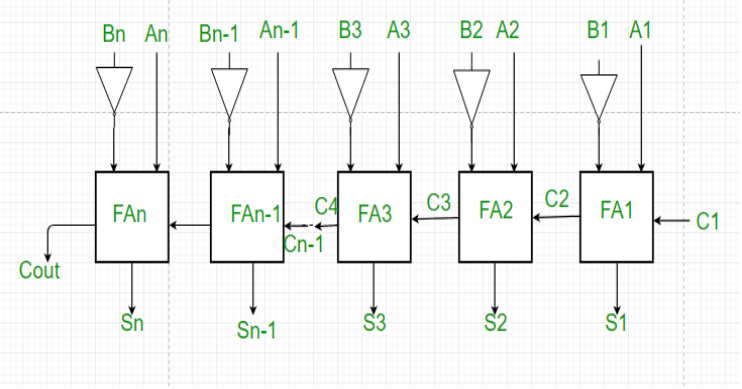 Bn An Bn-1 An-1 B3 A3 B2 A2 B1 A1
FAn FAn-1 C4 FA3 C3 FA2 C2 FA1 C1
Cn-1
Cout
Sn Sn-1 S3 S2 S1